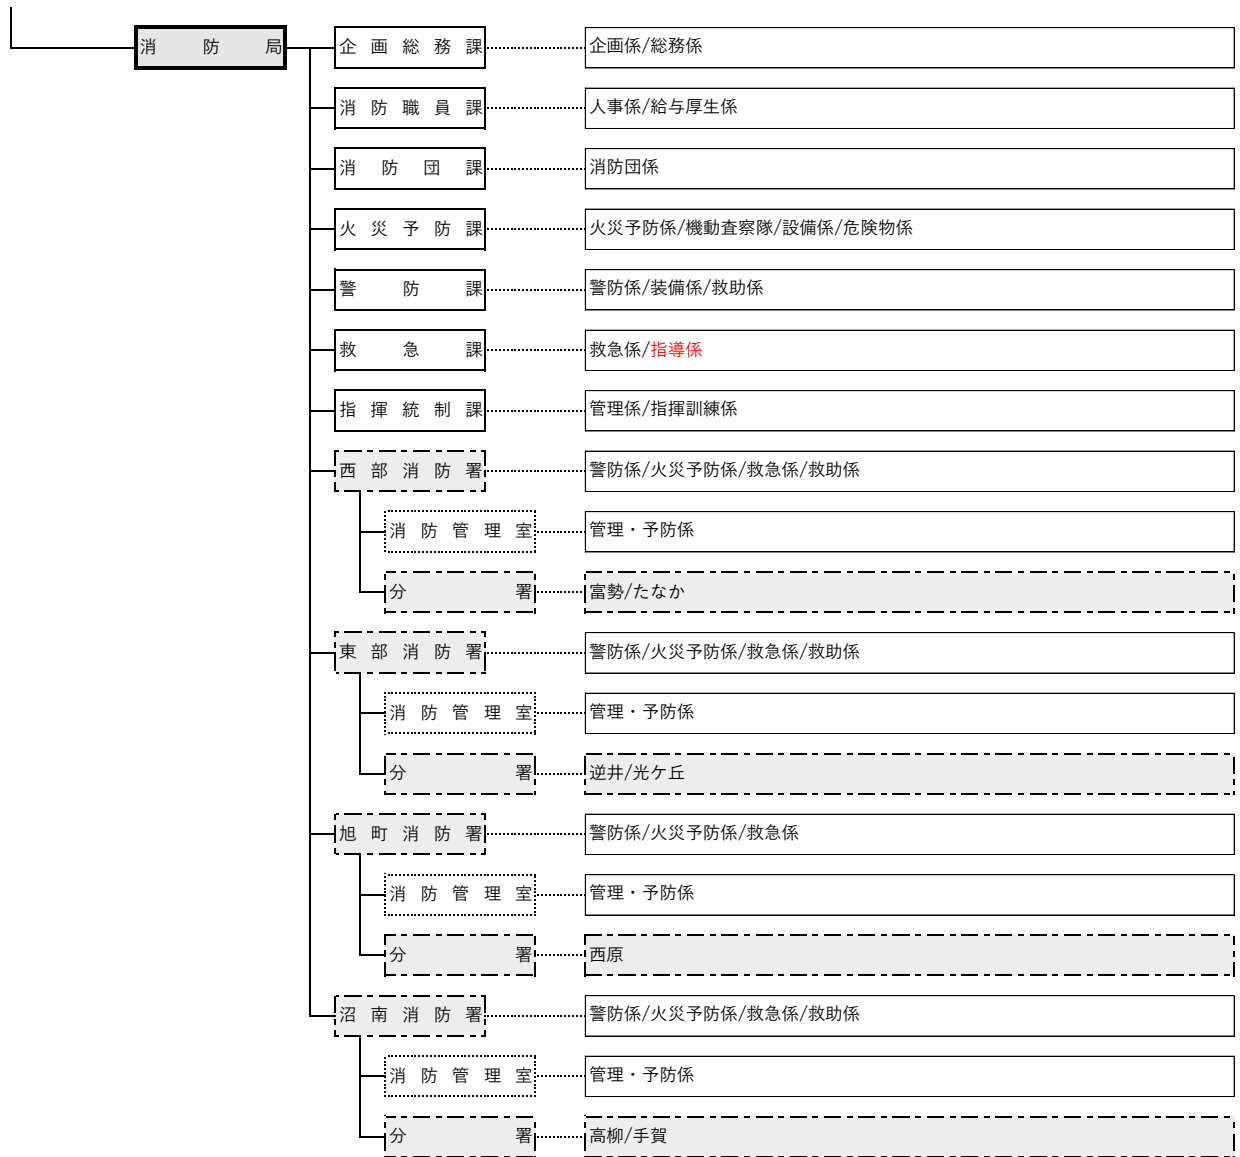 消防局 企画総務課 企画係/総務係
消防職員課 人事係/給与厚生係
消防団課 消防団係
火災予防課 火災予防係/機動査察隊/設備係/危険物係
警防課 警防係/装備係/救助係
救急課 救急係/指導係
指揮統制課 管理係/指揮訓練係
西部消防署 警防係/火災予防係/救急係/救助係
消防管理室 管理・予防係
分署 富勢/たなか
東部消防署 警防係/火災予防係/救急係/救助係
消防管理室 管理・予防係
分署 逆井/光ケ丘
旭町消防署 警防係/火災予防係/救急係
消防管理室 管理・予防係
分署 西原
沼南消防署 警防係/火災予防係/救急係/救助係
消防管理室 管理・予防係
分署 高柳/手賀